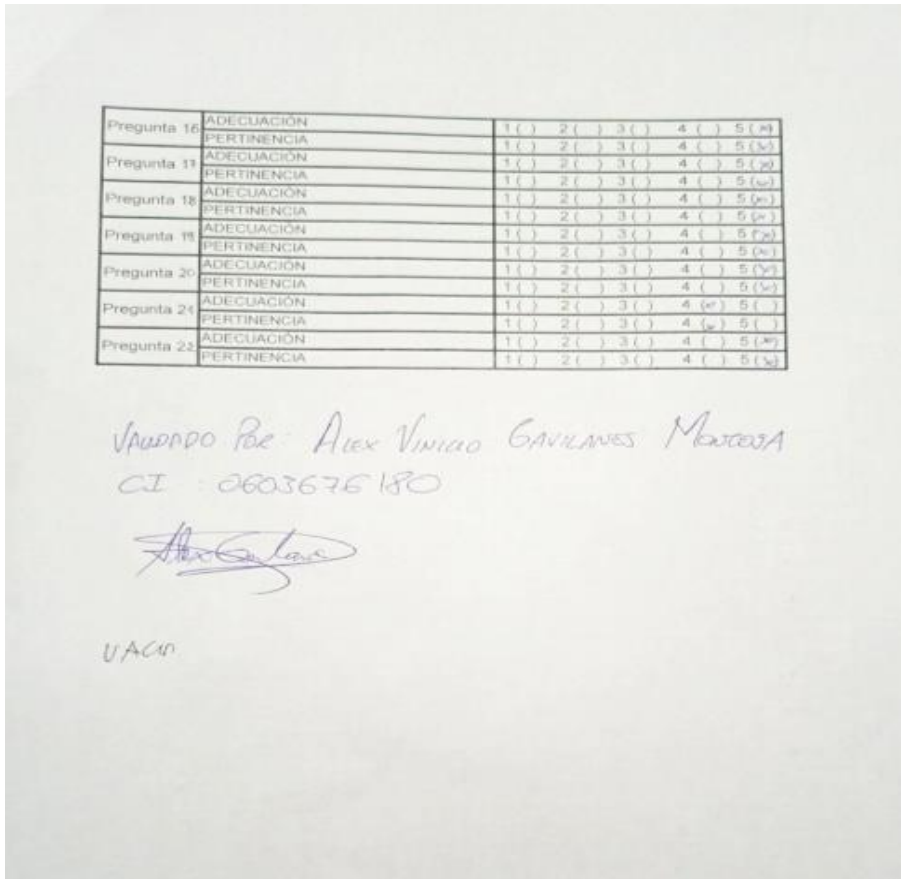 Pregunta 16 ADECUACIÓN 1 ( ) 2 ( ) 3 ( ) 4 ( ) 5 (x)
PERTINENCIA 1 ( ) 2 ( ) 3 ( ) 4 ( ) 5 (x)
Pregunta 17 ADECUACIÓN 1 ( ) 2 ( ) 3 ( ) 4 ( ) 5 (x)
PERTINENCIA 1 ( ) 2 ( ) 3 ( ) 4 ( ) 5 (x)
Pregunta 18 ADECUACIÓN 1 ( ) 2 ( ) 3 ( ) 4 ( ) 5 (x)
PERTINENCIA 1 ( ) 2 ( ) 3 ( ) 4 ( ) 5 (x)
Pregunta 19 ADECUACIÓN 1 ( ) 2 ( ) 3 ( ) 4 ( ) 5 (x)
PERTINENCIA 1 ( ) 2 ( ) 3 ( ) 4 ( ) 5 (x)
Pregunta 20 ADECUACIÓN 1 ( ) 2 ( ) 3 ( ) 4 ( ) 5 (x)
PERTINENCIA 1 ( ) 2 ( ) 3 ( ) 4 ( ) 5 (x)
Pregunta 21 ADECUACIÓN 1 ( ) 2 ( ) 3 ( ) 4 (x) 5 ( )
PERTINENCIA 1 ( ) 2 ( ) 3 ( ) 4 (x) 5 ( )
Pregunta 22 ADECUACIÓN 1 ( ) 2 ( ) 3 ( ) 4 ( ) 5 (x)
PERTINENCIA 1 ( ) 2 ( ) 3 ( ) 4 ( ) 5 (x)
VALIDADO POR: ALEX VINICIO GAVILANES MONTOYA
CI : 0603676180